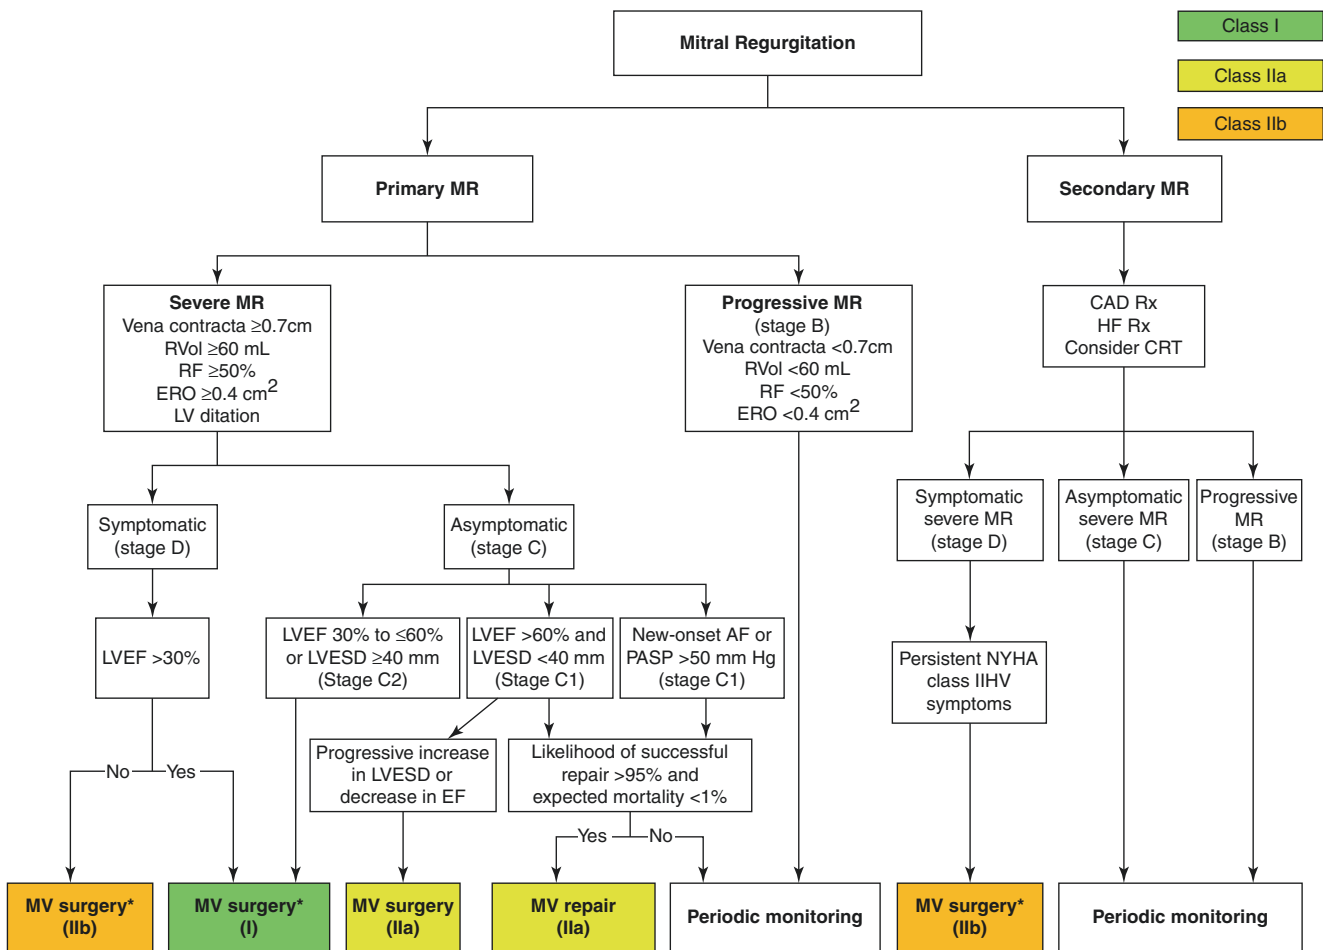 Mitral Regurgitation
Class I
Class IIa
Class IIb
Primary MR
Secondary MR
Severe MR
Vena contracta ≥0.7cm
RVol ≥60 mL
RF ≥50%
ERO ≥0.4 cm2
LV ditation
Progressive MR
(stage B)
Vena contracta <0.7cm
RVol <60 mL
RF <50%
ERO <0.4 cm2
CAD Rx
HF Rx
Consider CRT
Symptomatic
(stage D)
Asymptomatic
(stage C)
Symptomatic
severe MR
(stage D)
Asymptomatic
severe MR
(stage C)
Progressive
MR
(stage B)
LVEF >30%
LVEF 30% to ≤60%
or LVESD ≥40 mm
(Stage C2)
LVEF >60% and
LVESD <40 mm
(Stage C1)
New-onset AF or
PASP >50 mm Hg
(stage C1)
Persistent NYHA
class IIHV
symptoms
No
Yes
Progressive increase
in LVESD or
decrease in EF
Likelihood of successful
repair >95% and
expected mortality <1%
Yes
No
MV surgery*
(IIb)
MV surgery*
(I)
MV surgery
(IIa)
MV repair
(IIa)
Periodic monitoring
MV surgery*
(IIb)
Periodic monitoring